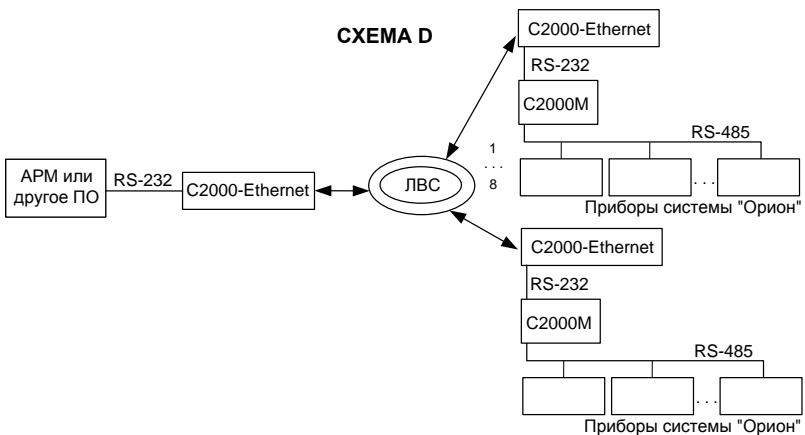 СХЕМА D
С2000-Ethernet
RS-232
С2000М
RS-485
1
. . .
8
. . .
Приборы системы "Орион"
АРМ или
другое ПО
RS-232
С2000-Ethernet
ЛВС
С2000-Ethernet
RS-232
С2000М
RS-485
. . .
Приборы системы "Орион"